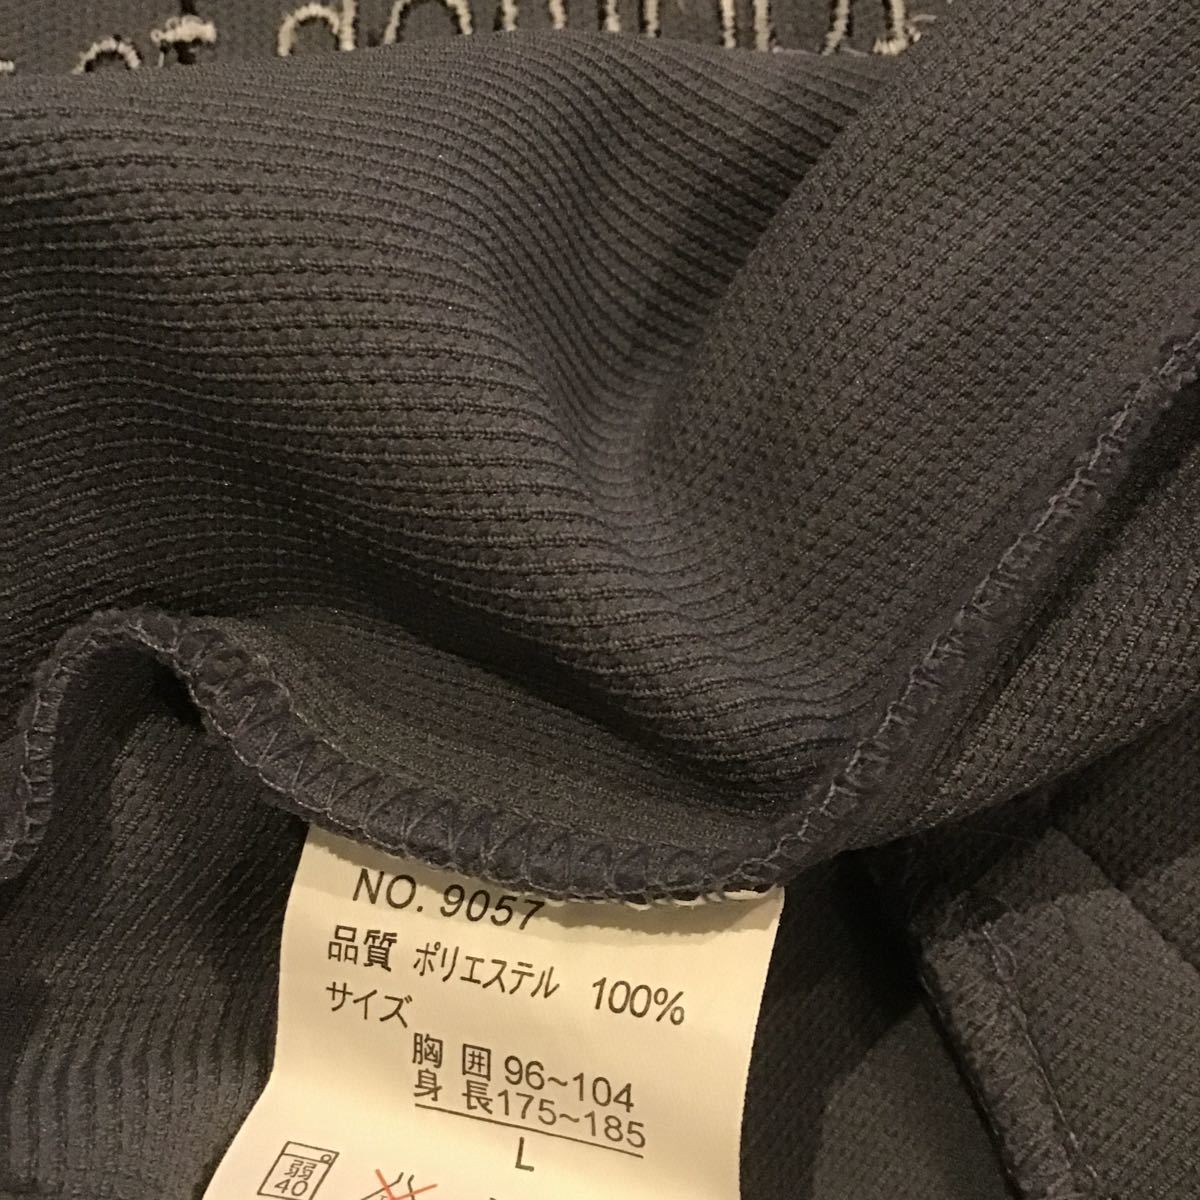 of
NO. 9057
品質 ポリエステル 100%
サイズ
胸 囲 96~104
身 長 175~185
L
弱
40